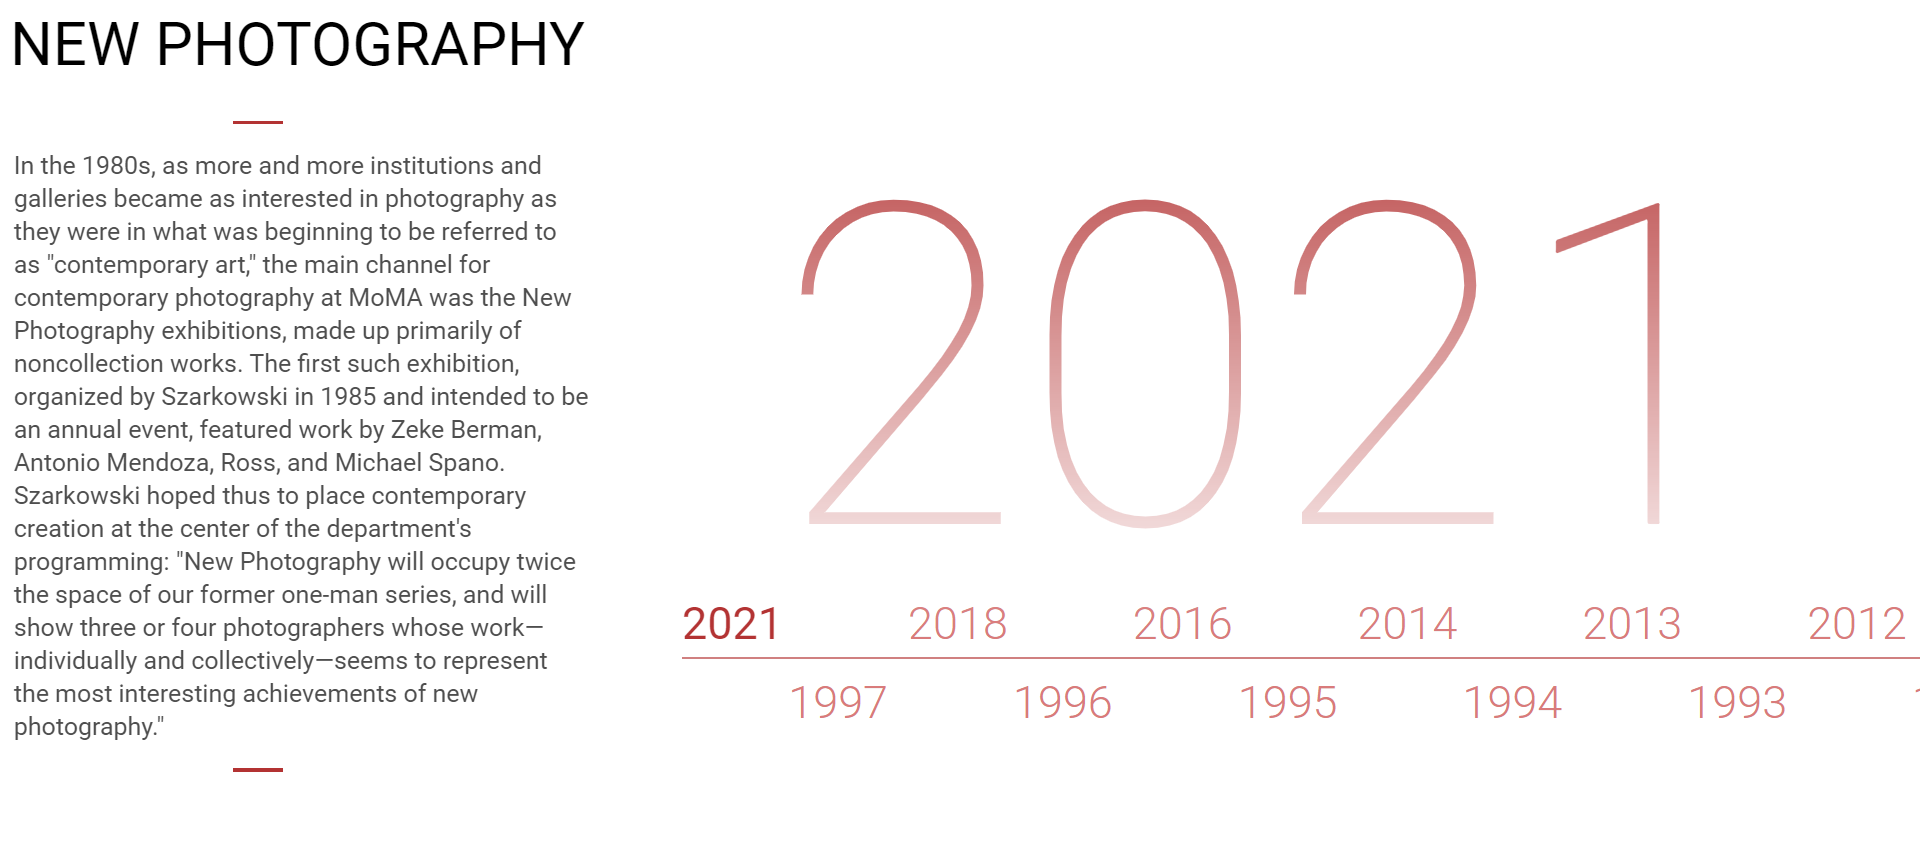 NEW PHOTOGRAPHY
In the 1980s, as more and more institutions and
galleries became as interested in photography as
they were in what was beginning to be referred to
as "contemporary art," the main channel for
contemporary photography at MoMA was the New
Photography exhibitions, made up primarily of
noncollection works. The first such exhibition,
organized by Szarkowski in 1985 and intended to be
an annual event, featured work by Zeke Berman,
Antonio Mendoza, Ross, and Michael Spano.
Szarkowski hoped thus to place contemporary
creation at the center of the department's
programming: "New Photography will occupy twice
the space of our former one-man series, and will
show three or four photographers whose work—
individually and collectively—seems to represent
the most interesting achievements of new
photography."
2021
2021 2018 2016 2014 2013 2012
1997 1996 1995 1994 1993